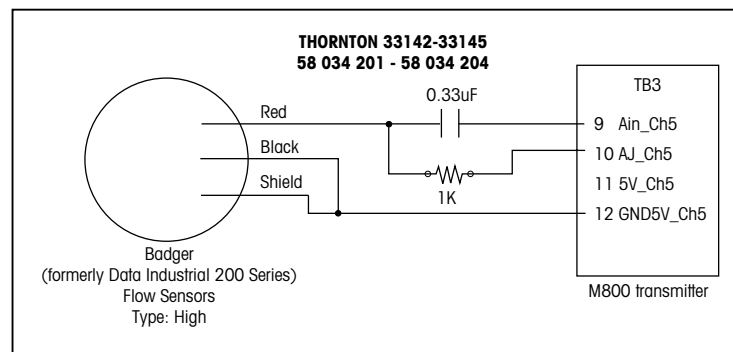 THORNTON 33142-33145
58 034 201 - 58 034 204
0.33uF
TB3
Red
9 Ain_Ch5
Black
10 AJ_Ch5
11 5V_Ch5
Shield
1K
12 GND5V_Ch5
Badger
(formerly Data Industrial 200 Series)
Flow Sensors
Type: High
M800 transmitter